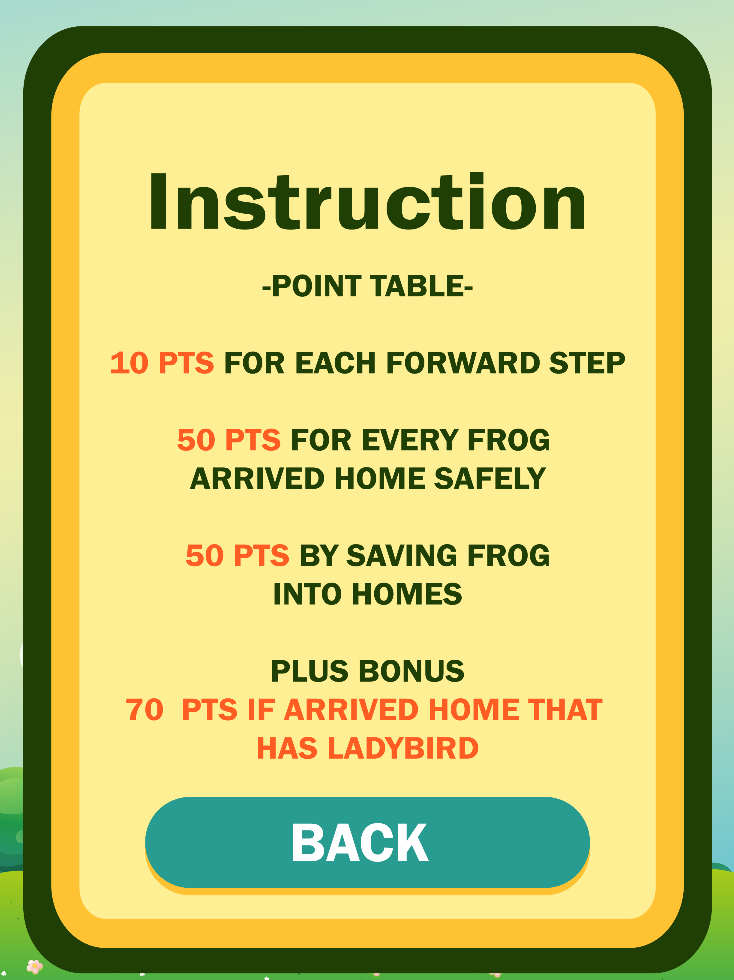 Instruction
-POINT TABLE-
10 PTS FOR EACH FORWARD STEP
50 PTS FOR EVERY FROG
ARRIVED HOME SAFELY
50 PTS BY SAVING FROG
INTO HOMES
PLUS BONUS
70  PTS IF ARRIVED HOME THAT
HAS LADYBIRD
BACK